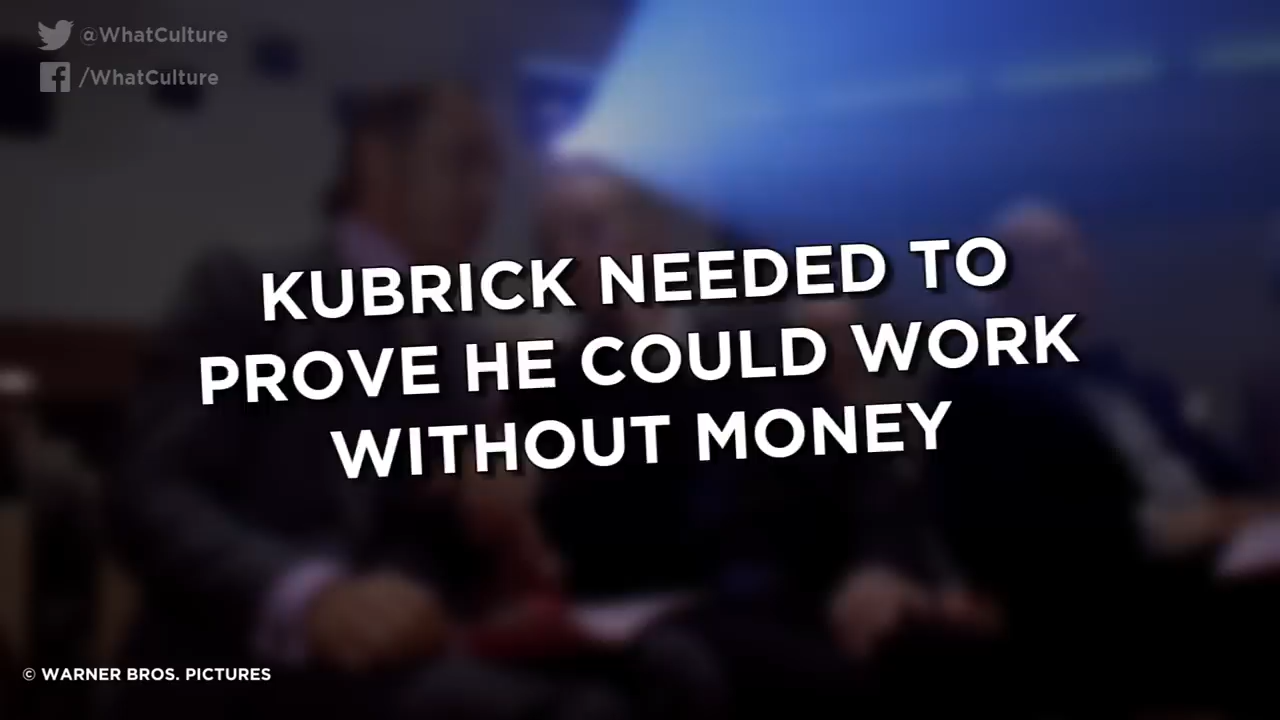 @WhatCulture
/WhatCulture
KUBRICK NEEDED TO
PROVE HE COULD WORK
WITHOUT MONEY
© WARNER BROS. PICTURES